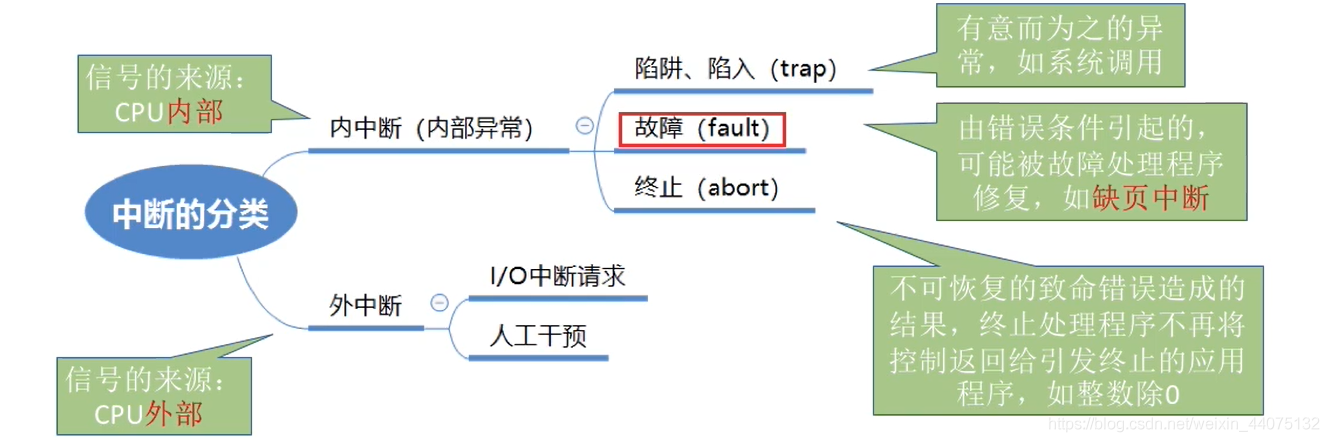 有意而为之的异
常，如系统调用
信号的来源：
CPU内部
陷阱、陷入（trap）
内中断（内部异常）
故障（fault）
由错误条件引起的，
可能被故障处理程序
修复，如缺页中断
终止（abort）
中断的分类
I/O中断请求
外中断
人工干预
不可恢复的致命错误造成的
结果，终止处理程序不再将
控制返回给引发终止的应用
程序，如整数除0
信号的来源：
CPU外部
https://blog.csdn.net/weixin_44075132